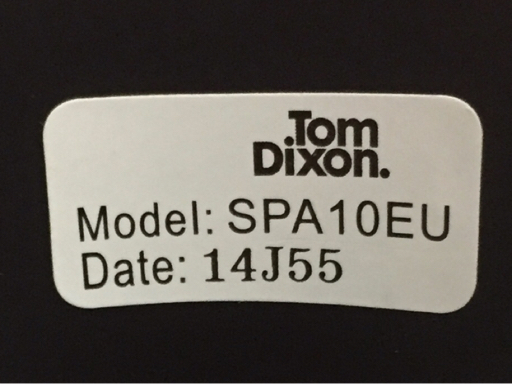 .Tom
Dixon.
Model: SPA10EU
Date: 14J55